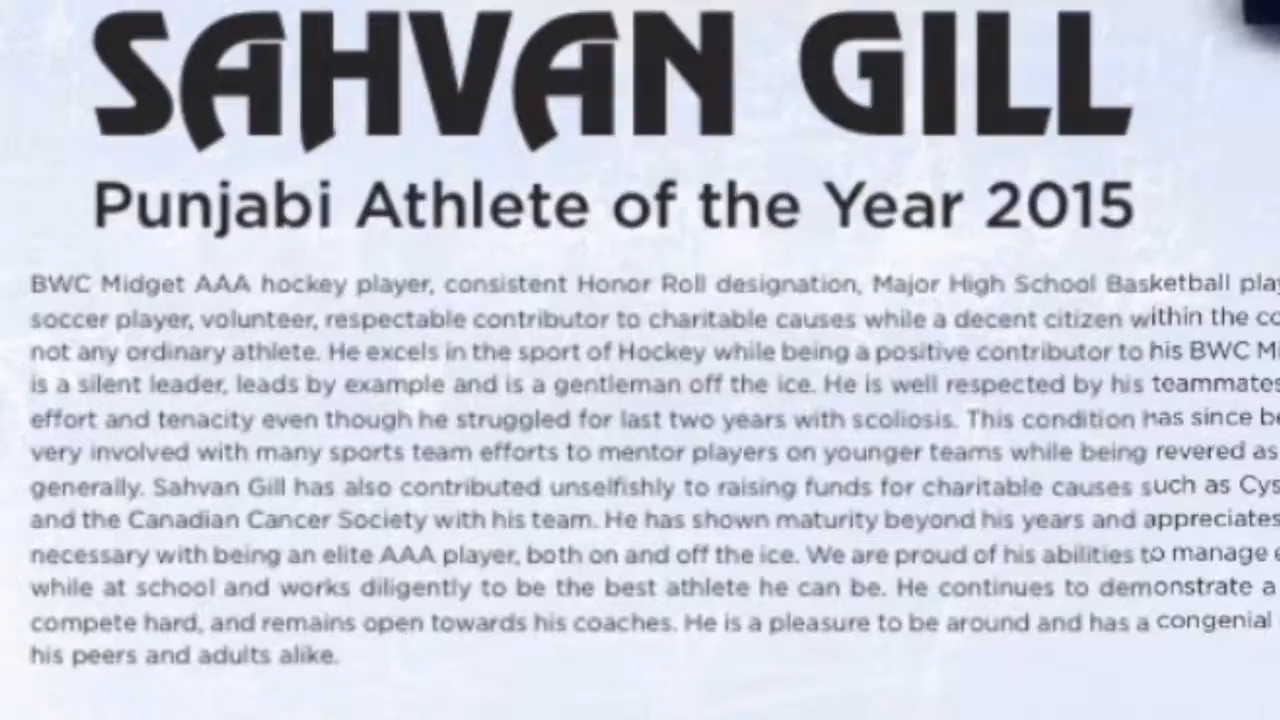 SAHVAN GILL
Punjabi Athlete of the Year 2015
BWC Midget AAA hockey player, consistent Honor Roll designation, Major High School Basketball
soccer player, volunteer, respectable contributor to charitable causes while a decent citizen within the
not any ordinary athlete. He excels in the sport of Hockey while being a positive contributor to his BWC
is a silent leader, leads by example and is a gentleman off the ice. He is well respected by his teammates
effort and tenacity even though he struggled for last two years with scoliosis. This condition has since
very involved with many sports team efforts to mentor players on younger teams while being revered as
generally. Sahvan Gill has also contributed unselfishly to raising funds for charitable causes such as
and the Canadian Cancer Society with his team. He has shown maturity beyond his years and appreciates
necessary with being an elite AAA player, both on and off the ice. We are proud of his abilities to manage
while at school and works diligently to be the best athlete he can be. He continues to demonstrate a
compete hard, and remains open towards his coaches. He is a pleasure to be around and has a congenial
his peers and adults alike.